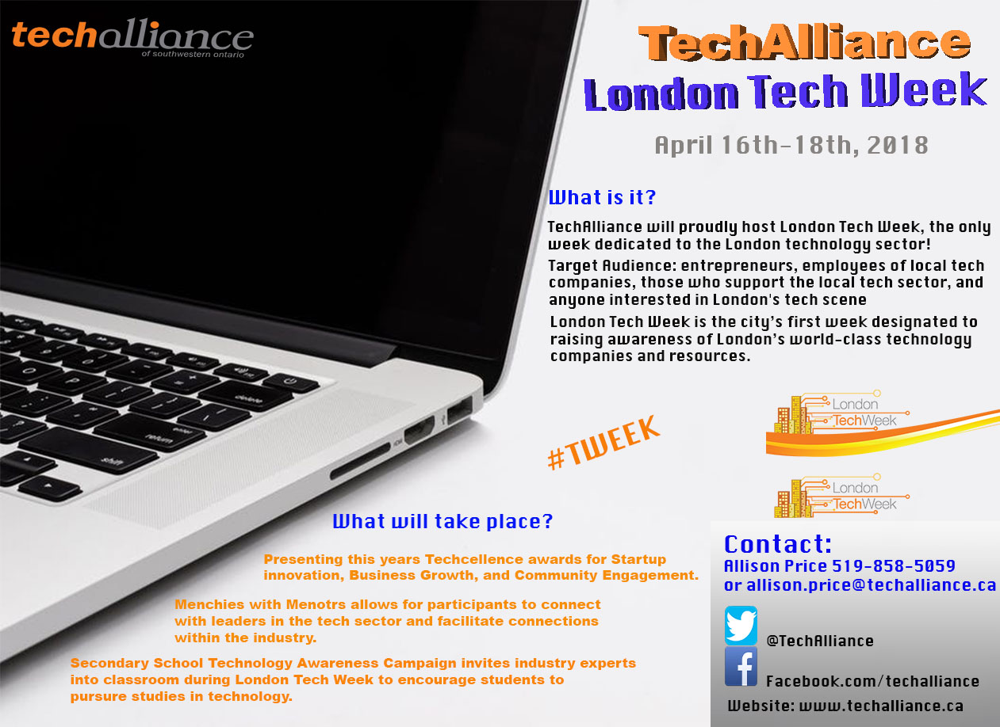 techalliance
of southwestern ontario
TechAlliance
London Tech Week
April 16th-18th, 2018
What is it?
TechAlliance will proudly host London Tech Week, the only
week dedicated to the London technology sector!
Target Audience: entrepreneurs, employees of local tech
companies, those who support the local tech sector, and
anyone interested in London's tech scene
London Tech Week is the city’s first week designated to
raising awareness of London’s world-class technology
companies and resources.
London
TechWeek
#TWEEK
London
TechWeek
What will take place?
Presenting this years Techcellence awards for Startup
innovation, Business Growth, and Community Engagement.
Menchies with Menotrs allows for participants to connect
with leaders in the tech sector and facilitate connections
within the industry.
Secondary School Technology Awareness Campaign invites industry experts
into classroom during London Tech Week to encourage students to
pursure studies in technology.
Contact:
Allison Price 519-858-5059
or allison.price@techalliance.ca
@TechAlliance
Facebook.com/techalliance
Website: www.techalliance.ca
delete
enter
return
shift